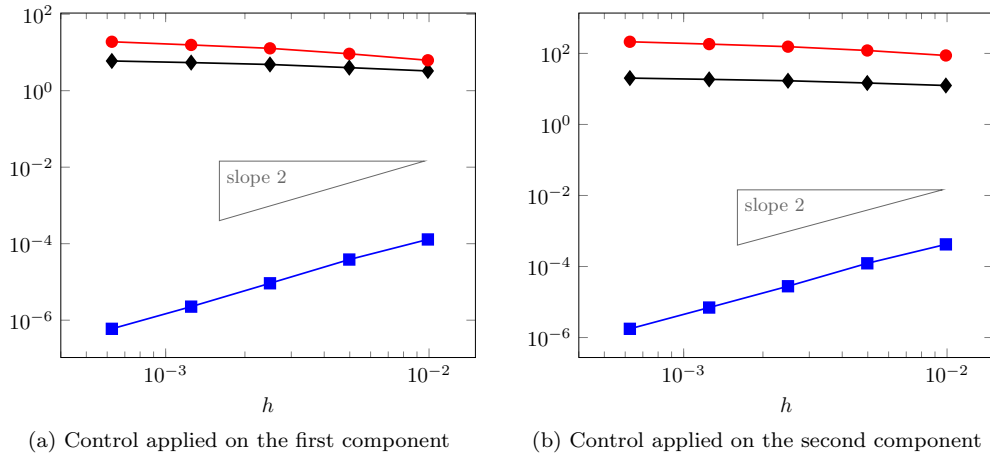 10^2
10^0
10^−2
10^−4
10^−6
slope 2
10^−3
10^−2
h
(a) Control applied on the first component
10^2
10^0
10^−2
10^−4
10^−6
slope 2
10^−3
10^−2
h
(b) Control applied on the second component